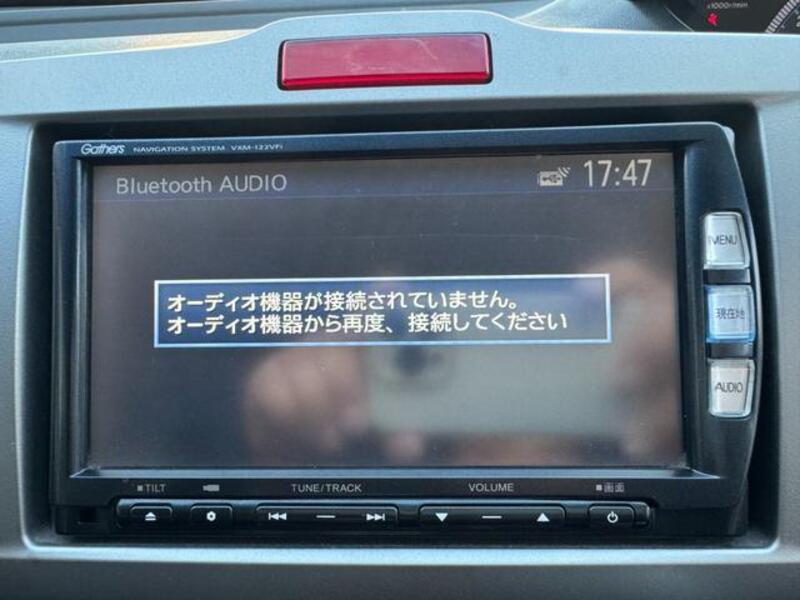 x1000r/min
Gathers NAVIGATION SYSTEM VXM-122VFi
Bluetooth AUDIO 17:47
MENU
オーディオ機器が接続されていません。
オーディオ機器から再度、接続してください
現在地
AUDIO
TILT TUNE/TRACK VOLUME 画面